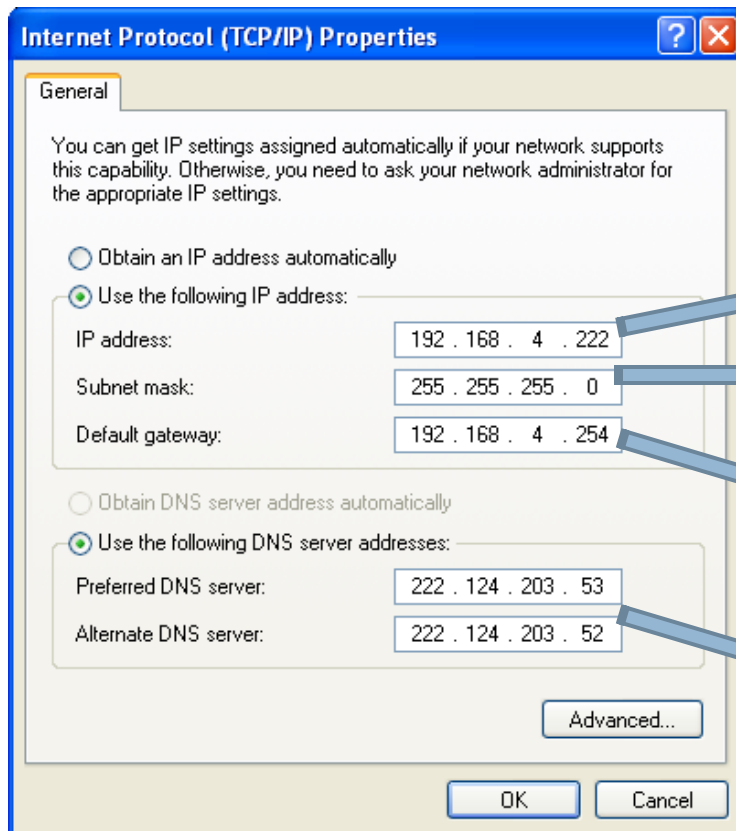 Internet Protocol (TCP/IP) Properties
General
You can get IP settings assigned automatically if your network supports
this capability. Otherwise, you need to ask your network administrator for
the appropriate IP settings.
Obtain an IP address automatically
Use the following IP address:
IP address: 192 . 168 . 4 . 222
Subnet mask: 255 . 255 . 255 . 0
Default gateway: 192 . 168 . 4 . 254
Obtain DNS server address automatically
Use the following DNS server addresses:
Preferred DNS server: 222 . 124 . 203 . 53
Alternate DNS server: 222 . 124 . 203 . 52
Advanced...
OK Cancel